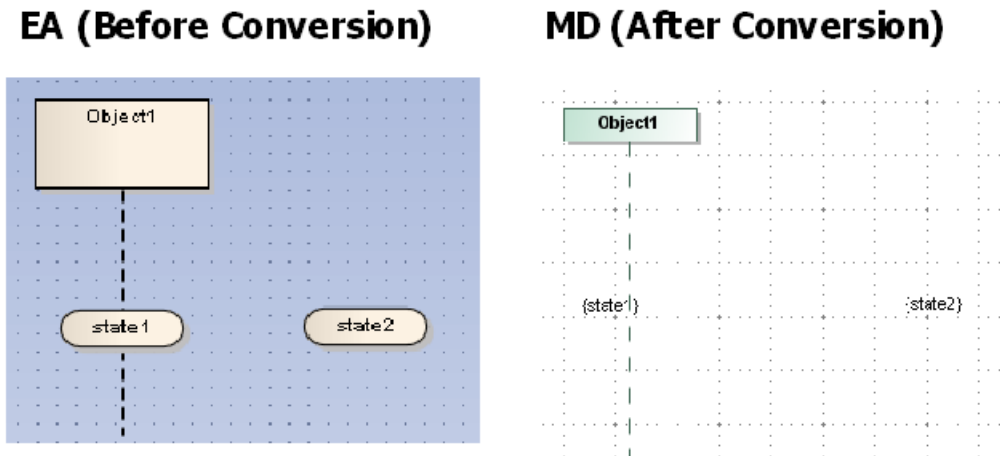 EA (Before Conversion)
MD (After Conversion)
Object1
Object1
state1
state2
{state1}
{state2}